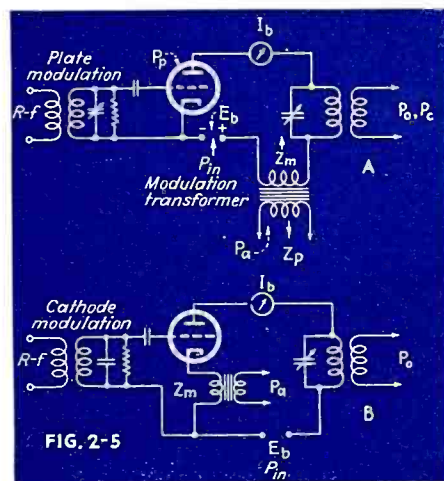 Plate
modulation
R-f
Pp
Ib
- Eb +
Pin
Modulation
transformer
Zm
Po, Pc
A
Pa
Zp
Cathode
modulation
R-f
Ib
Zm
Pa
Po
B
Eb
Pin
FIG. 2-5